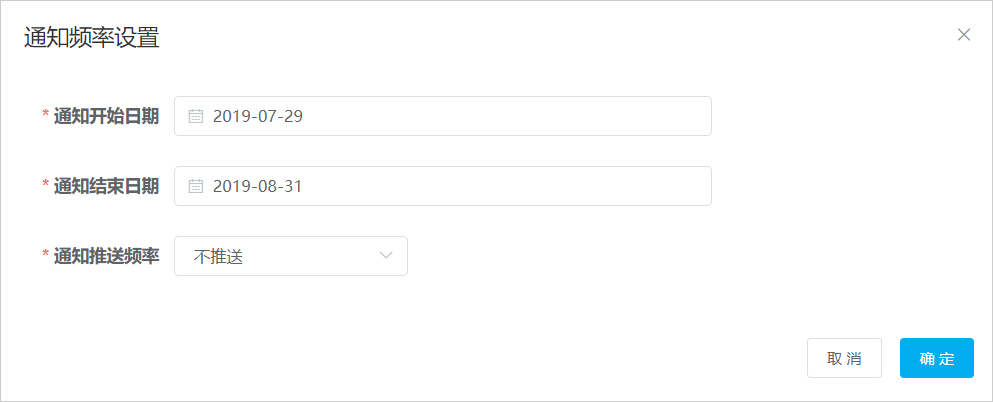 通知频率设置
* 通知开始日期 2019-07-29
* 通知结束日期 2019-08-31
* 通知推送频率 不推送
取 消 确 定